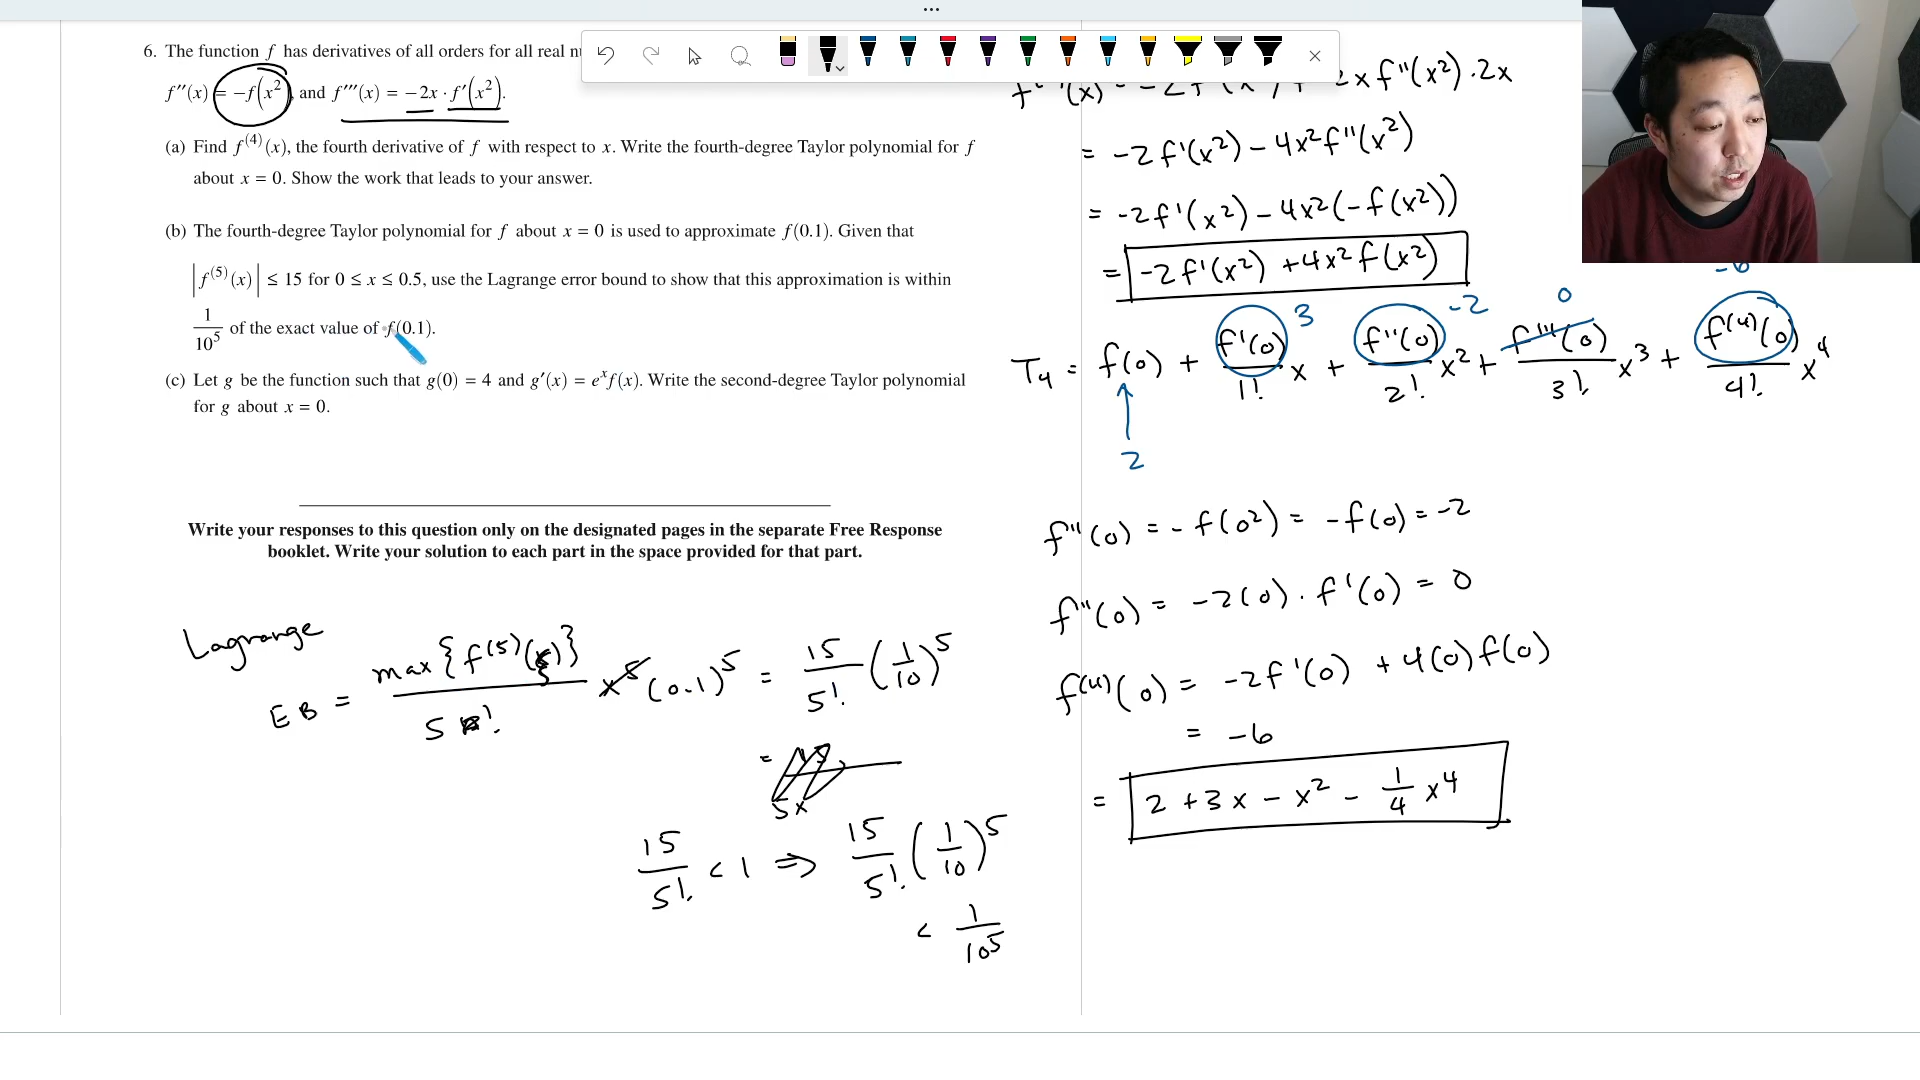 6. The function f has derivatives of all orders for all real
f''(x) = −f(x²), and f'''(x) = −2x · f'(x²).
(a) Find f⁽⁴⁾(x), the fourth derivative of f with respect to x. Write the fourth-degree Taylor polynomial for f
about x = 0. Show the work that leads to your answer.
(b) The fourth-degree Taylor polynomial for f about x = 0 is used to approximate f(0.1). Given that
|f⁽⁵⁾(x)| ≤ 15 for 0 ≤ x ≤ 0.5, use the Lagrange error bound to show that this approximation is within
1/10⁵ of the exact value of f(0.1).
(c) Let g be the function such that g(0) = 4 and g'(x) = eˣf(x). Write the second-degree Taylor polynomial
for g about x = 0.
Write your responses to this question only on the designated pages in the separate Free Response
booklet. Write your solution to each part in the space provided for that part.
Lagrange
EB = max{f⁽⁵⁾( )}/5 ! x⁵ (0.1)⁵ = 15/5! (1/10)⁵
=
15/5! < 1 ⇒ 15/5! (1/10)⁵
< 1/10⁵
2x f''(x²) · 2x
= -2f'(x²) - 4x²f''(x²)
= -2f'(x²) - 4x²(-f(x²))
= -2f'(x²) + 4x²f(x²)
3 -2 0 -6
T₄ = f(0) + f'(0)/1! x + f''(0)/2! x² + f'''(0)/3! x³ + f⁽⁴⁾(0)/4! x⁴
2
f''(0) = -f(0²) = -f(0) = -2
f'''(0) = -2(0) · f'(0) = 0
f⁽⁴⁾(0) = -2f'(0) + 4(0)f(0)
= -6
= 2 + 3x - x² - 1/4 x⁴